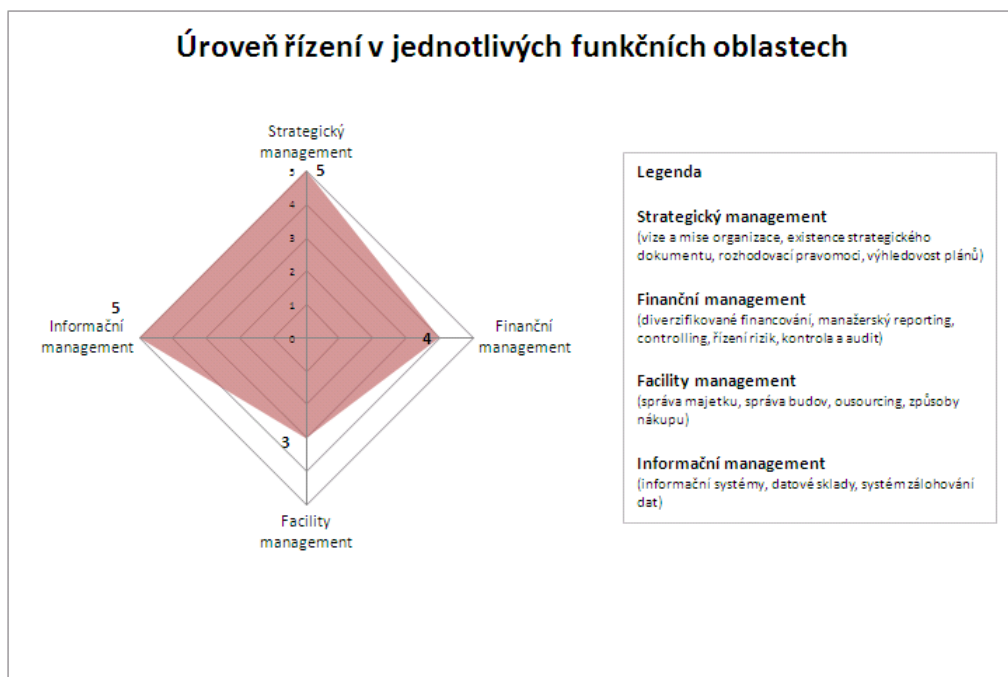 Úroveň řízení v jednotlivých funkčních oblastech
Strategický
management
5
5
4
3
2
1
0
5
Informační
management
4
Finanční
management
3
Facility
management
Legenda
Strategický management
(vize a mise organizace, existence strategického
dokumentu, rozhodovací pravomoci, výhledovost plánů)
Finanční management
(diverzifikované financování, manažerský reporting,
controlling, řízení rizik, kontrola a audit)
Facility management
(správa majetku, správa budov, ousourcing, způsoby
nákupu)
Informační management
(informační systémy, datové sklady, systém zálohování
dat)